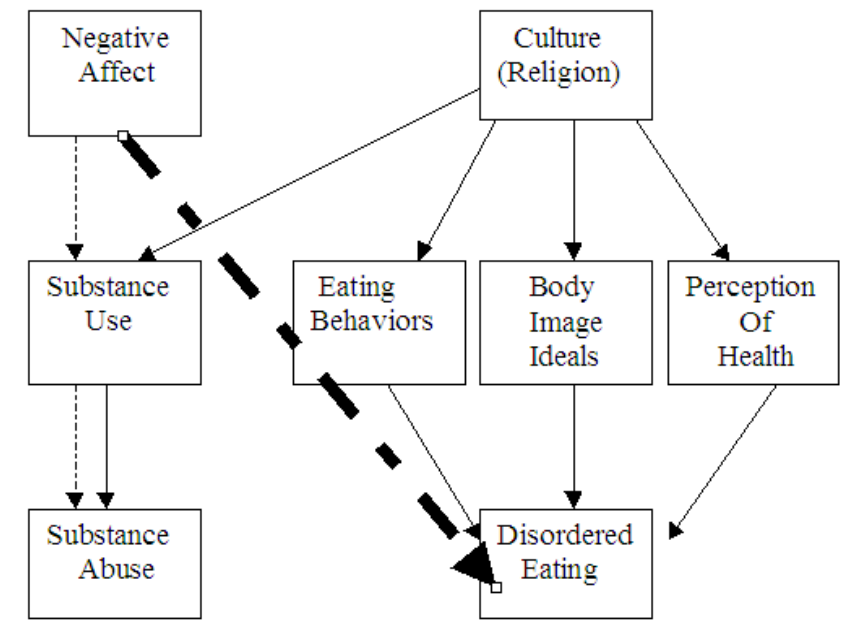 Negative
Affect
Culture
(Religion)
Substance
Use
Eating
Behaviors
Body
Image
Ideals
Perception
Of
Health
Substance
Abuse
Disordered
Eating